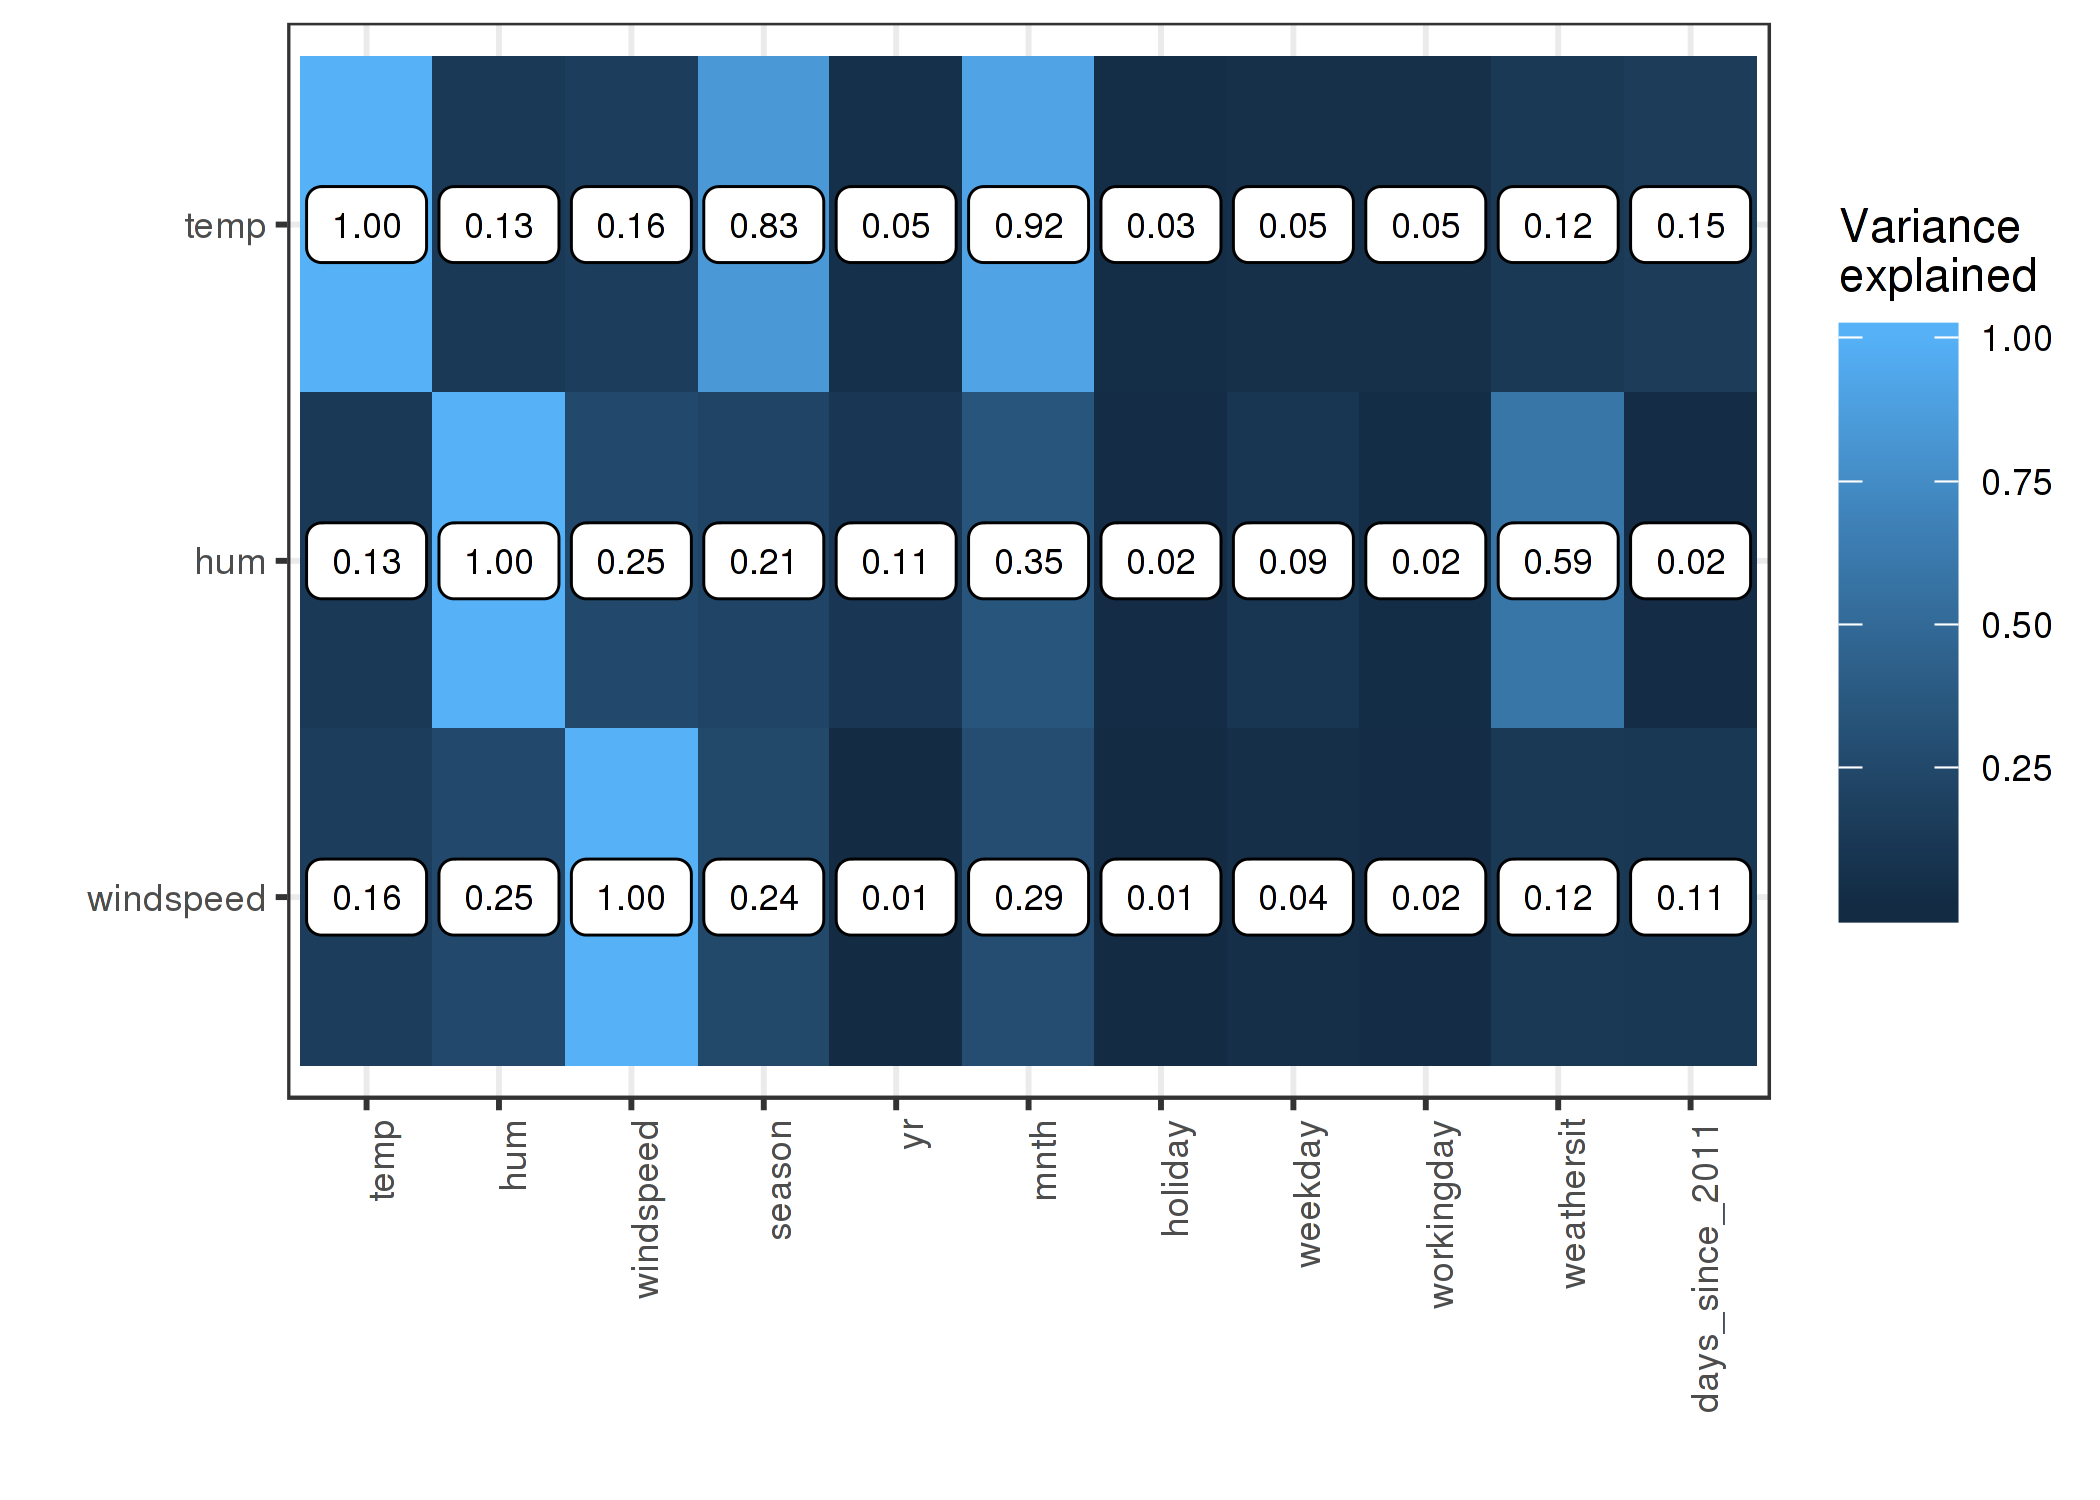 temp 1.00 0.13 0.16 0.83 0.05 0.92 0.03 0.05 0.05 0.12 0.15
hum 0.13 1.00 0.25 0.21 0.11 0.35 0.02 0.09 0.02 0.59 0.02
windspeed 0.16 0.25 1.00 0.24 0.01 0.29 0.01 0.04 0.02 0.12 0.11
temp
hum
windspeed
season
yr
mnth
holiday
weekday
workingday
weathersit
days_since_2011
Variance
explained
1.00
0.75
0.50
0.25